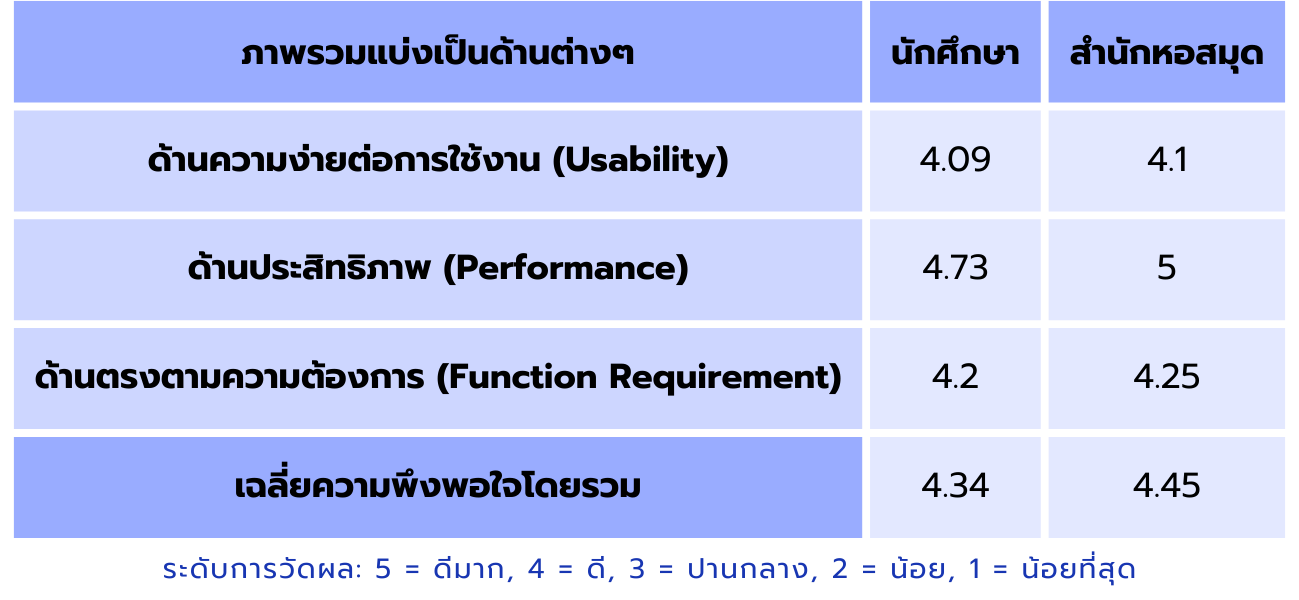 ภาพรวมแบ่งเป็นด้านต่างๆ นักศึกษา สำนักหอสมุด
ด้านความง่ายต่อการใช้งาน (Usability) 4.09 4.1
ด้านประสิทธิภาพ (Performance) 4.73 5
ด้านตรงตามความต้องการ (Function Requirement) 4.2 4.25
เฉลี่ยความพึงพอใจโดยรวม 4.34 4.45
ระดับการวัดผล: 5 = ดีมาก, 4 = ดี, 3 = ปานกลาง, 2 = น้อย, 1 = น้อยที่สุด